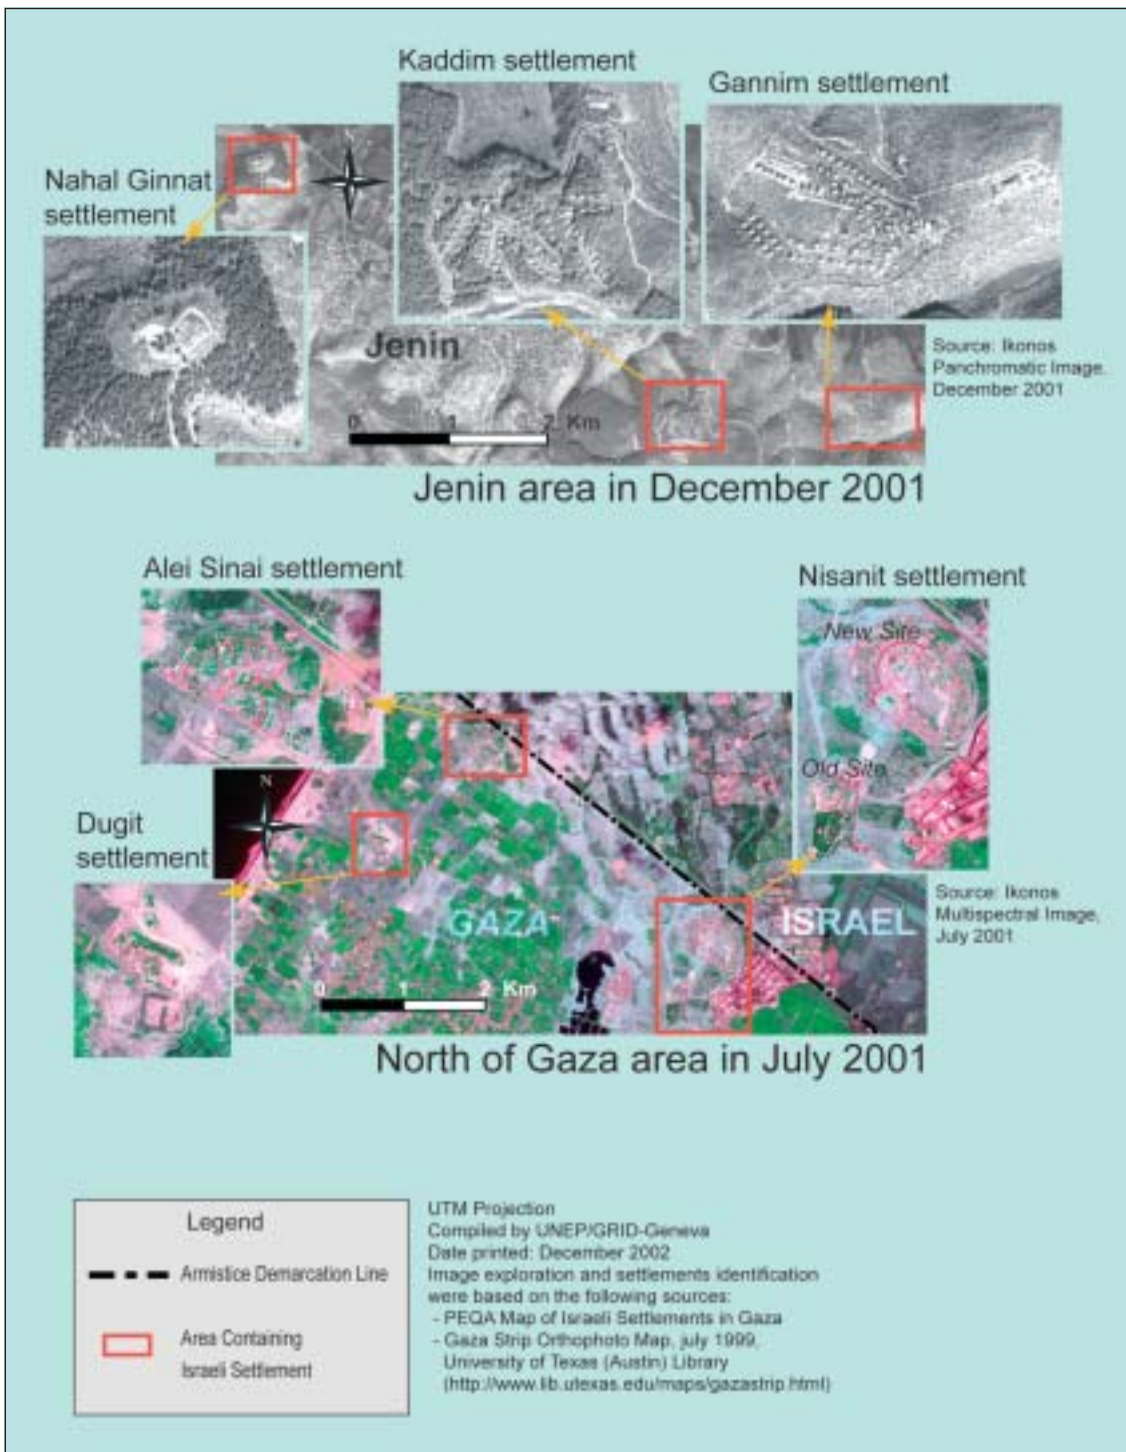 Kaddim settlement
Gannim settlement
Nahal Ginnat
settlement
Jenin
0 1 2 Km
Source: Ikonos
Panchromatic Image,
December 2001
Jenin area in December 2001
Alei Sinai settlement
Nisanit settlement
New Site
Old Site
N
Dugit
settlement
GAZA
ISRAEL
0 1 2 Km
Source: Ikonos
Multispectral Image,
July 2001
North of Gaza area in July 2001
Legend
Armistice Demarcation Line
Area Containing
Israeli Settlement
UTM Projection
Compiled by UNEP/GRID-Geneva
Date printed: December 2002
Image exploration and settlements identification
were based on the following sources:
- PEQA Map of Israeli Settlements in Gaza
- Gaza Strip Orthophoto Map, july 1999,
University of Texas (Austin) Library
(http://www.lib.utexas.edu/maps/gazastrip.html)